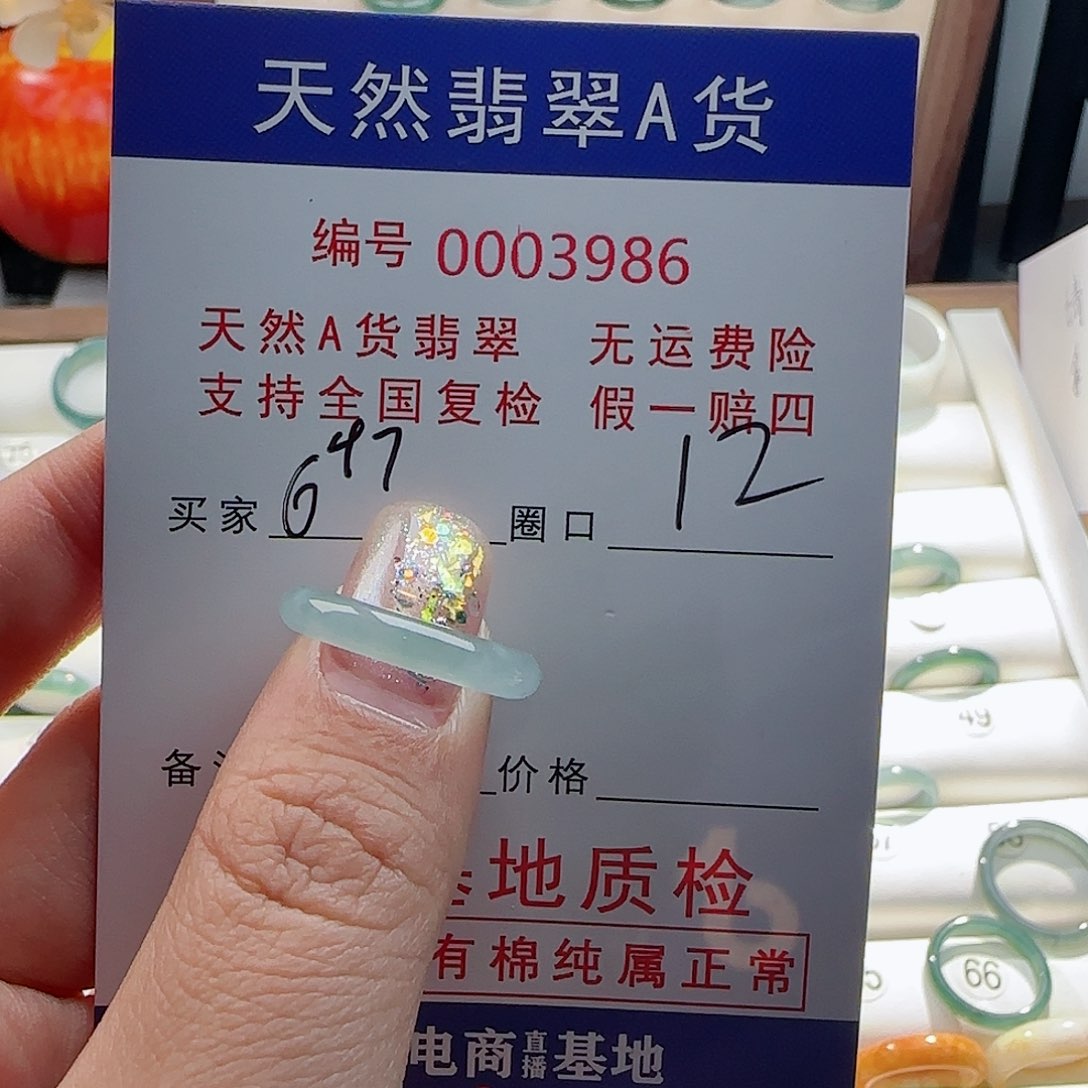 天然翡翠A货
编号 0003986
天然A货翡翠 无运费险
支持全国复检 假一赔四
买家 647 圈口 12
备 价格
地质检
有棉纯属正常
电商直播基地
49
66